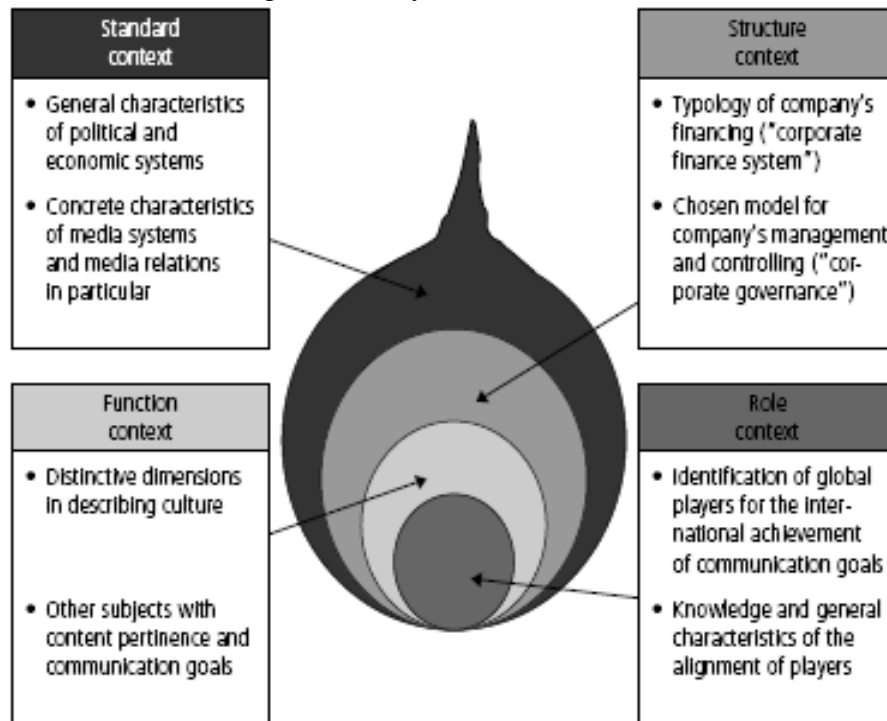 Standard
context
• General characteristics
of political and
economic systems
• Concrete characteristics
of media systems
and media relations
in particular
Structure
context
• Typology of company's
financing ("corporate
finance system")
• Chosen model for
company's management
and controlling ("cor-
porate governance")
Function
context
• Distinctive dimensions
in describing culture
• Other subjects with
content pertinence and
communication goals
Role
context
• Identification of global
players for the inter-
national achievement
of communication goals
• Knowledge and general
characteristics of the
alignment of players